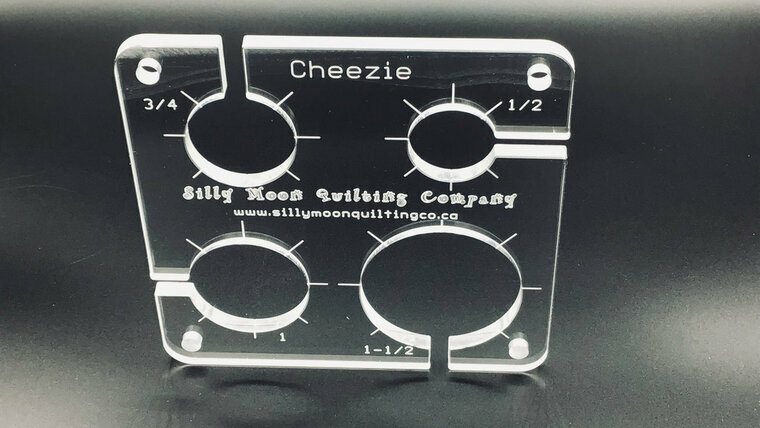 Cheezie
3/4
1/2
Silly Moon Quilting Company
www.sillymoonquiltingco.ca
1
1-1/2